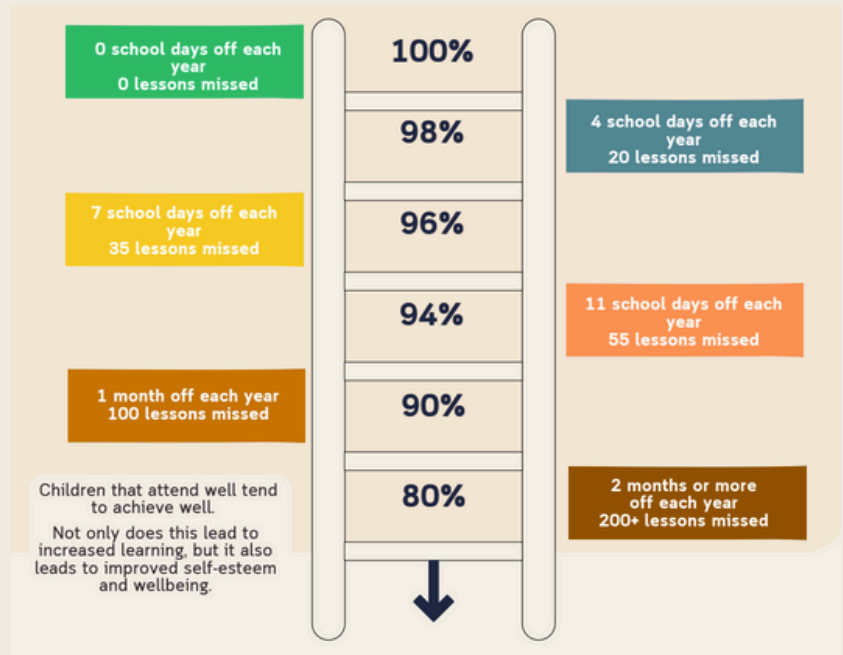 0 school days off each
year
0 lessons missed
100%
98%
4 school days off each
year
20 lessons missed
7 school days off each
year
35 lessons missed
96%
94%
11 school days off each
year
55 lessons missed
1 month off each year
100 lessons missed
90%
80%
2 months or more
off each year
200+ lessons missed
Children that attend well tend
to achieve well.
Not only does this lead to
increased learning, but it also
leads to improved self-esteem
and wellbeing.